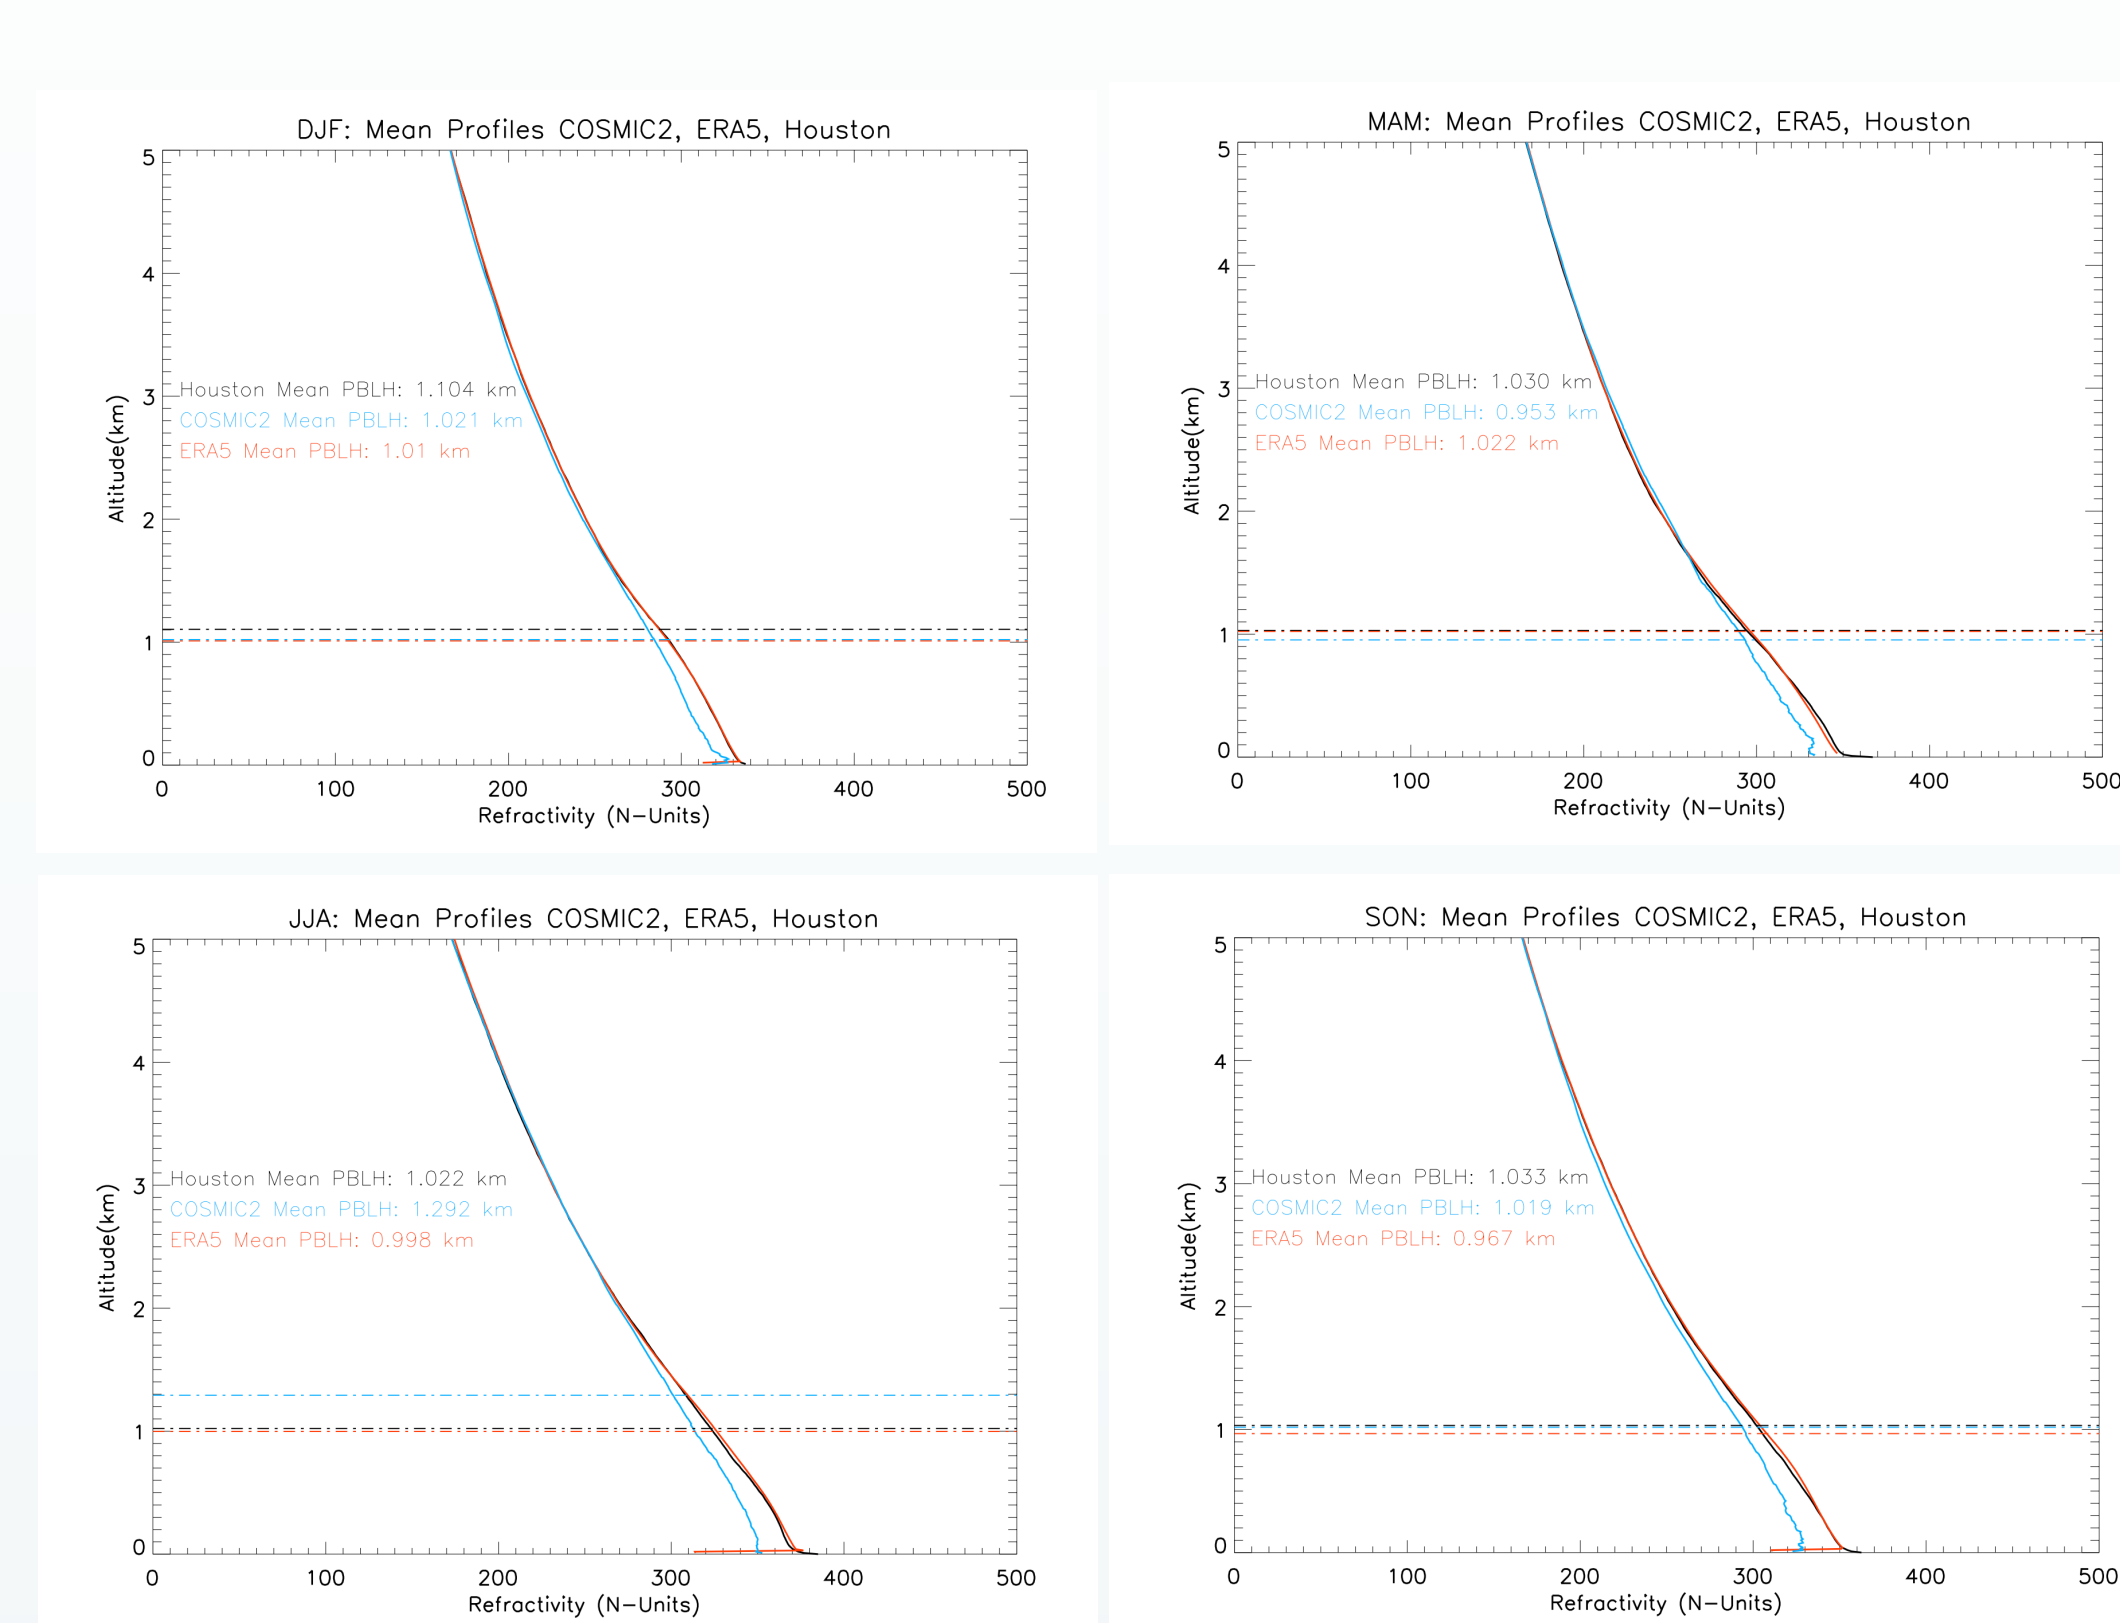 DJF: Mean Profiles COSMIC2, ERA5, Houston
5
4
3
2
1
0
Altitude(km)
Houston Mean PBLH: 1.104 km
COSMIC2 Mean PBLH: 1.021 km
ERA5 Mean PBLH: 1.01 km
0 100 200 300 400 500
Refractivity (N-Units)
MAM: Mean Profiles COSMIC2, ERA5, Houston
5
4
3
2
1
0
Altitude(km)
Houston Mean PBLH: 1.030 km
COSMIC2 Mean PBLH: 0.953 km
ERA5 Mean PBLH: 1.022 km
0 100 200 300 400 500
Refractivity (N-Units)
JJA: Mean Profiles COSMIC2, ERA5, Houston
5
4
3
2
1
0
Altitude(km)
Houston Mean PBLH: 1.022 km
COSMIC2 Mean PBLH: 1.292 km
ERA5 Mean PBLH: 0.998 km
0 100 200 300 400 500
Refractivity (N-Units)
SON: Mean Profiles COSMIC2, ERA5, Houston
5
4
3
2
1
0
Altitude(km)
Houston Mean PBLH: 1.033 km
COSMIC2 Mean PBLH: 1.019 km
ERA5 Mean PBLH: 0.967 km
0 100 200 300 400 500
Refractivity (N-Units)